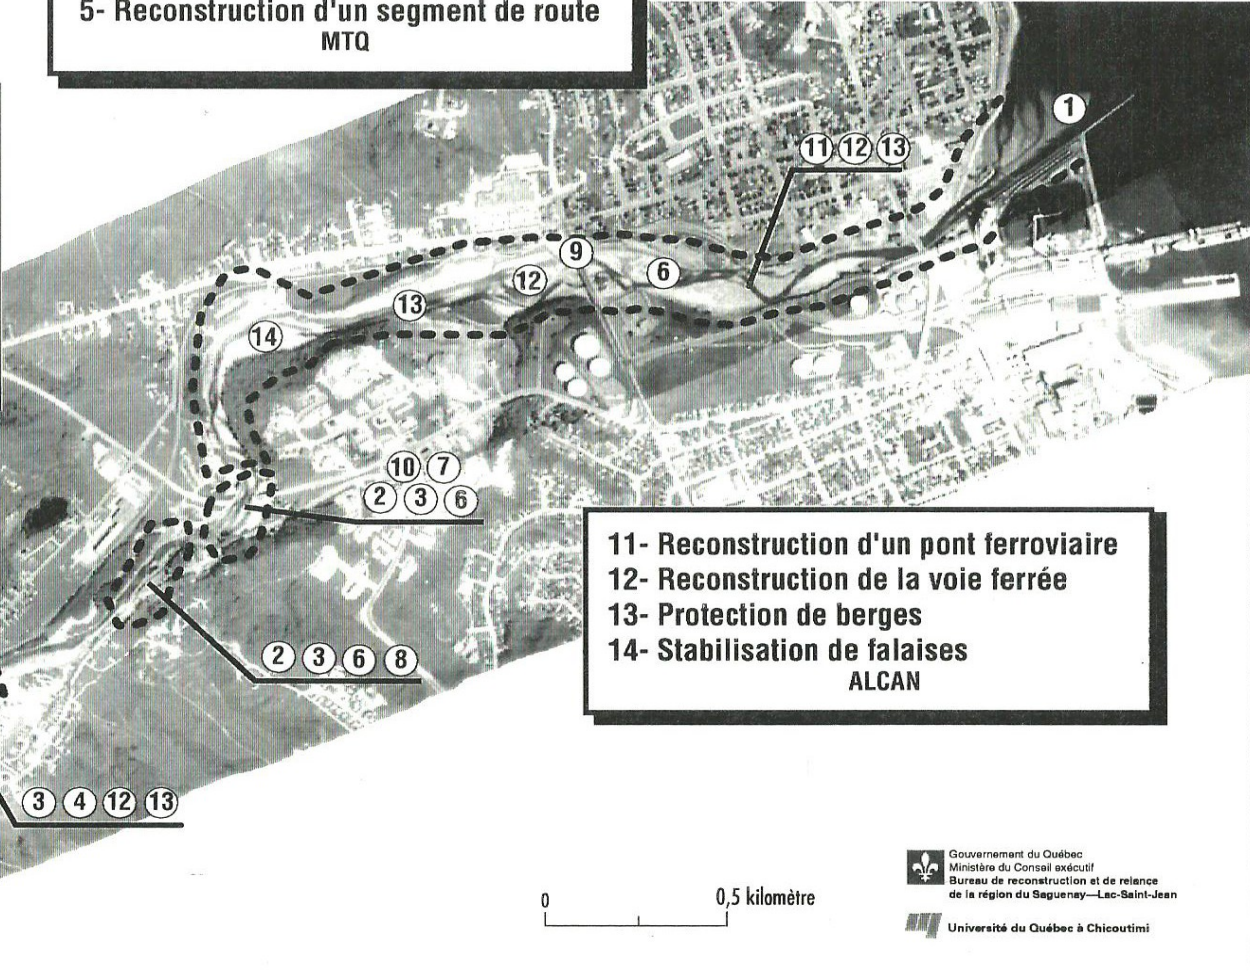 5- Reconstruction d'un segment de route
MTQ
1
11 12 13
9
6
12
13
14
10 7
2 3 6
11- Reconstruction d'un pont ferroviaire
12- Reconstruction de la voie ferrée
13- Protection de berges
14- Stabilisation de falaises
ALCAN
2 3 6 8
3 4 12 13
0 0,5 kilomètre
Gouvernement du Québec
Ministère du Conseil exécutif
Bureau de reconstruction et de relance
de la région du Saguenay—Lac-Saint-Jean
Université du Québec à Chicoutimi